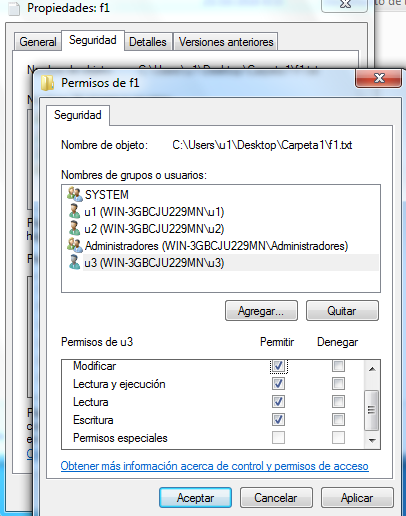 Propiedades: f1
General Seguridad Detalles Versiones anteriores
Permisos de f1
Seguridad
Nombre de objeto: C:\Users\u1\Desktop\Carpeta1\f1.txt
Nombres de grupos o usuarios:
SYSTEM
u1 (WIN-3GBCJU229MN\u1)
u2 (WIN-3GBCJU229MN\u2)
Administradores (WIN-3GBCJU229MN\Administradores)
u3 (WIN-3GBCJU229MN\u3)
Agregar... Quitar
Permisos de u3 Permitir Denegar
Modificar
Lectura y ejecución
Lectura
Escritura
Permisos especiales
Obtener más información acerca de control y permisos de acceso
Aceptar Cancelar Aplicar